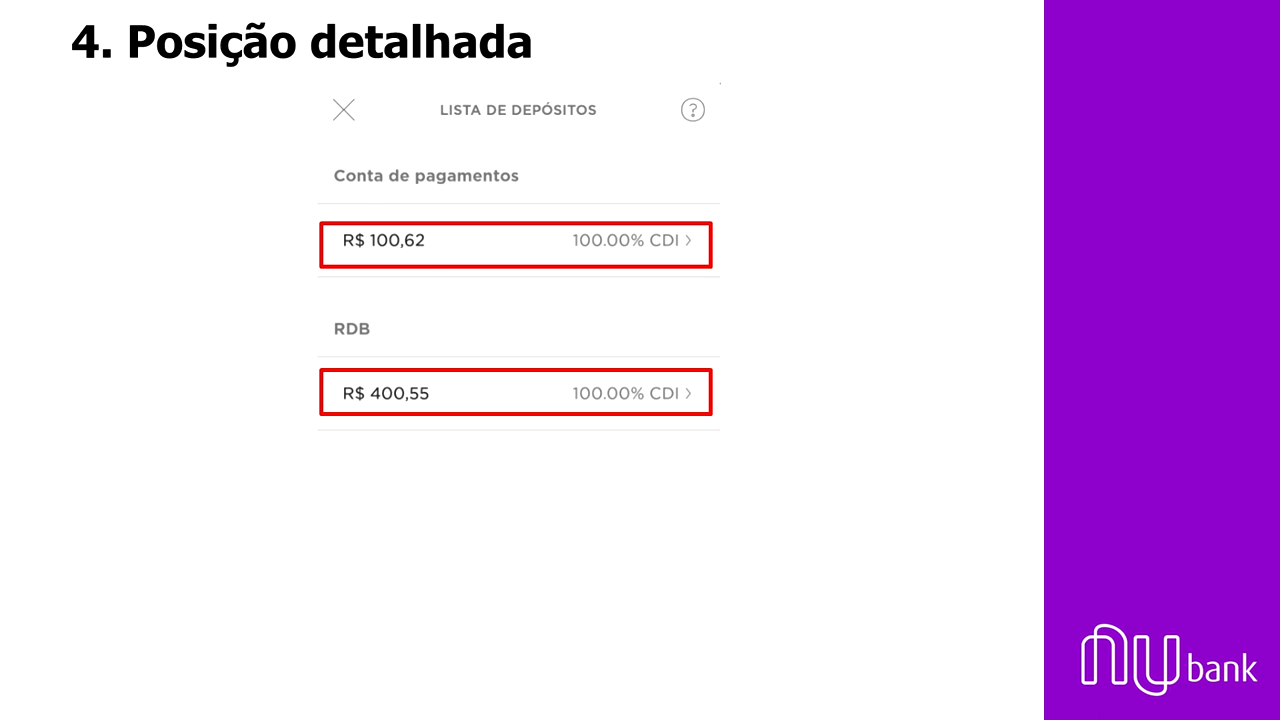 4. Posição detalhada
LISTA DE DEPÓSITOS
?
Conta de pagamentos
R$ 100,62 100.00% CDI >
RDB
R$ 400,55 100.00% CDI >
nu bank